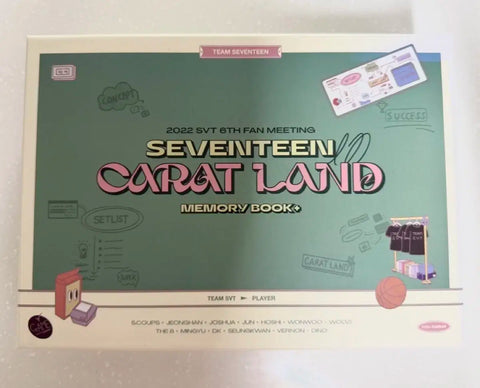 TEAM SEVENTEEN
CONCEPT
SUCCESS
2022 SVT 6TH FAN MEETING
SEVENTEEN
CARAT LAND
MEMORY BOOK+
SETLIST
CARAT LAND
TEAM SVT ► PLAYER
S.COUPS • JEONGHAN • JOSHUA • JUN • HOSHI • WONWOO • WOOZI
THE 8 • MINGYU • DK • SEUNGKWAN • VERNON • DINO